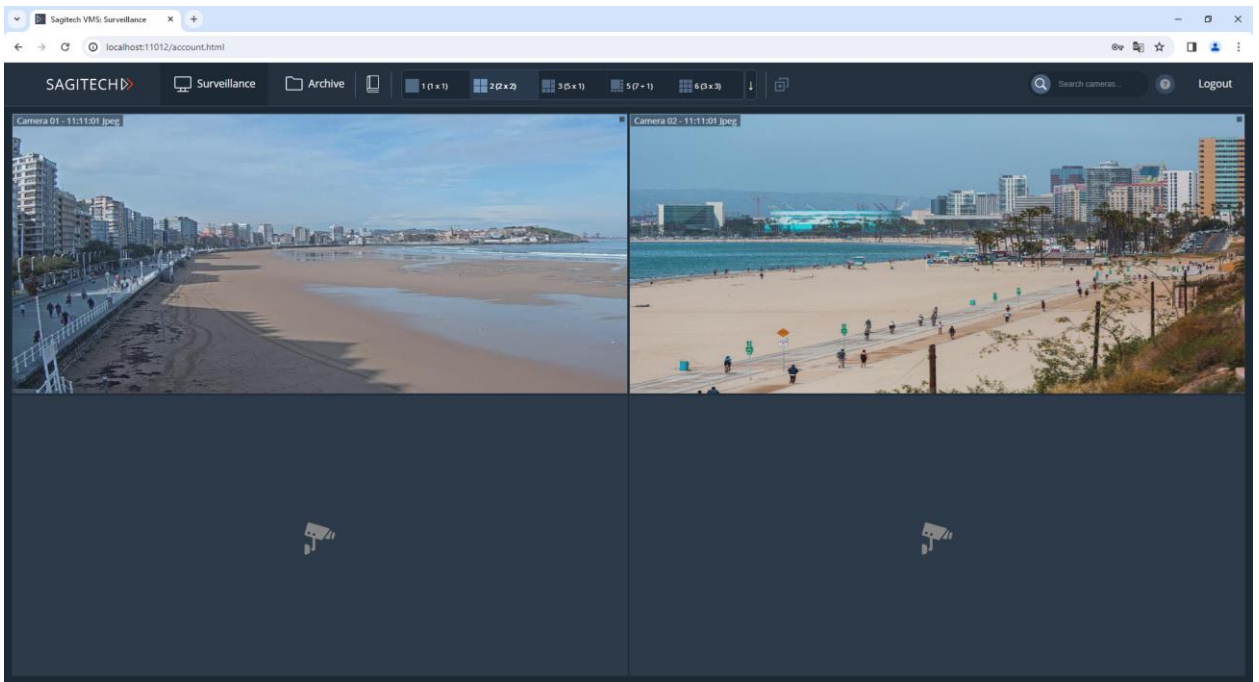 Sagitech VMS: Surveillance
localhost:11012/account.html
SAGITECH Surveillance Archive 1 (1 x 1) 2 (2 x 2) 3 (5 x 1) 5 (7 + 1) 6 (3 x 3) Search cameras... Logout
Camera 01 - 11:11:01 Jpeg
Camera 02 - 11:11:01 Jpeg